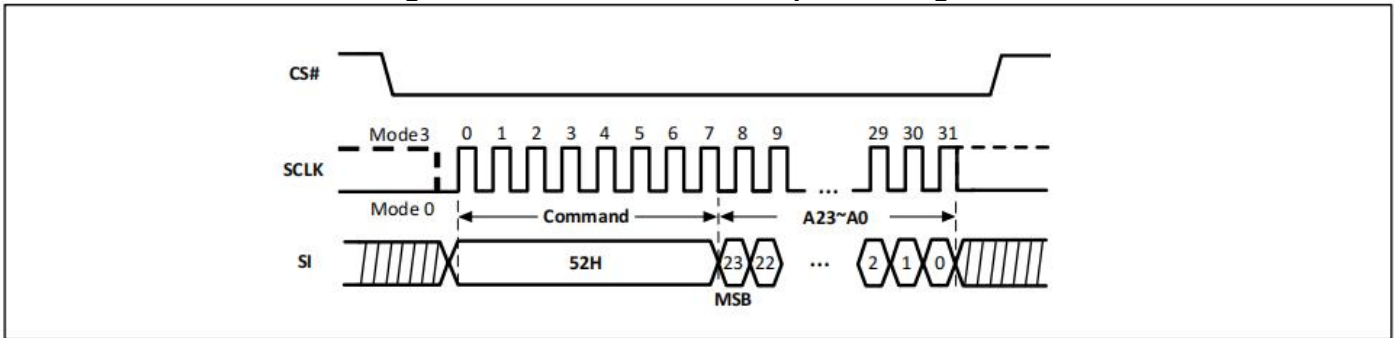 CS#
Mode3 0 1 2 3 4 5 6 7 8 9 29 30 31
SCLK
...
Mode 0
Command A23~A0
SI 52H 23 22 ... 2 1 0
MSB